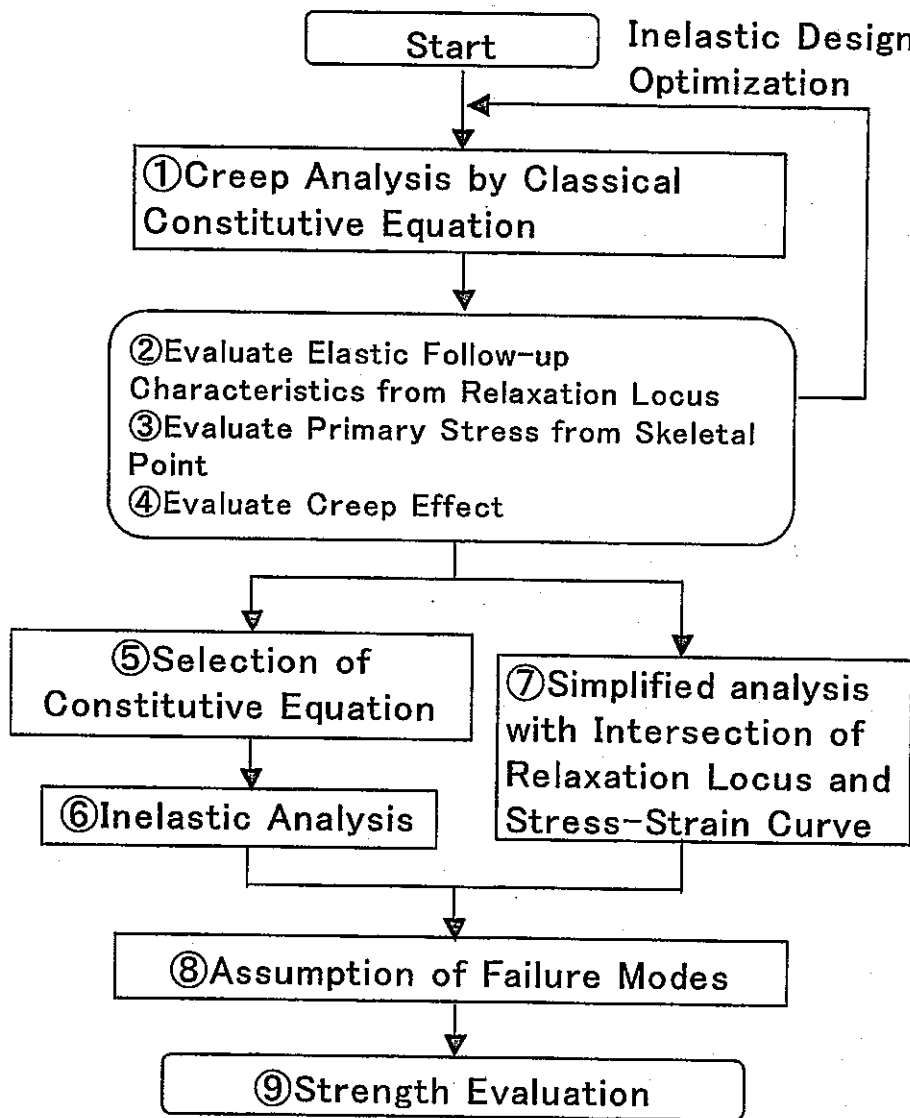 Start
Inelastic Design
Optimization
①Creep Analysis by Classical
Constitutive Equation
②Evaluate Elastic Follow-up
Characteristics from Relaxation Locus
③Evaluate Primary Stress from Skeletal
Point
④Evaluate Creep Effect
⑤Selection of
Constitutive Equation
⑥Inelastic Analysis
⑦Simplified analysis
with Intersection of
Relaxation Locus and
Stress-Strain Curve
⑧Assumption of Failure Modes
⑨Strength Evaluation